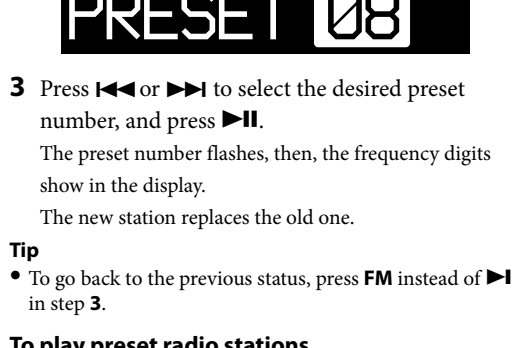 PRESET 08
3 Press ⏮ or ⏭ to select the desired preset
number, and press ⏯.
The preset number flashes, then, the frequency digits
show in the display.
The new station replaces the old one.
Tip
• To go back to the previous status, press FM instead of ⏯
in step 3.
To play preset radio stations